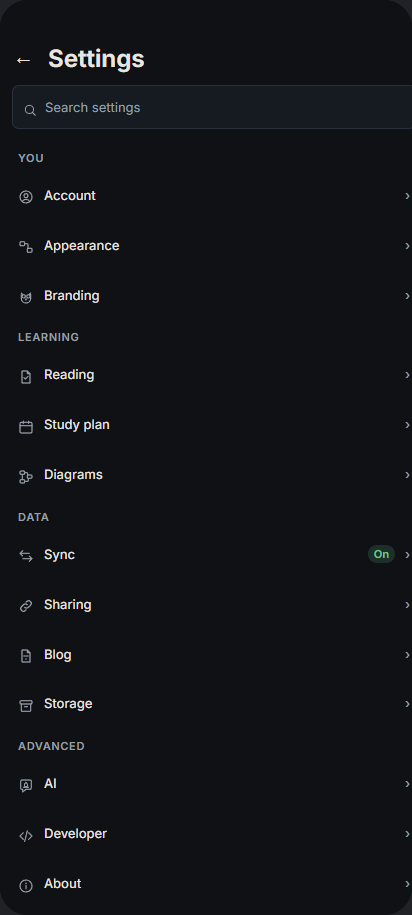 ← Settings
Search settings
YOU
Account ›
Appearance ›
Branding ›
LEARNING
Reading ›
Study plan ›
Diagrams ›
DATA
Sync On ›
Sharing ›
Blog ›
Storage ›
ADVANCED
AI ›
Developer ›
About ›